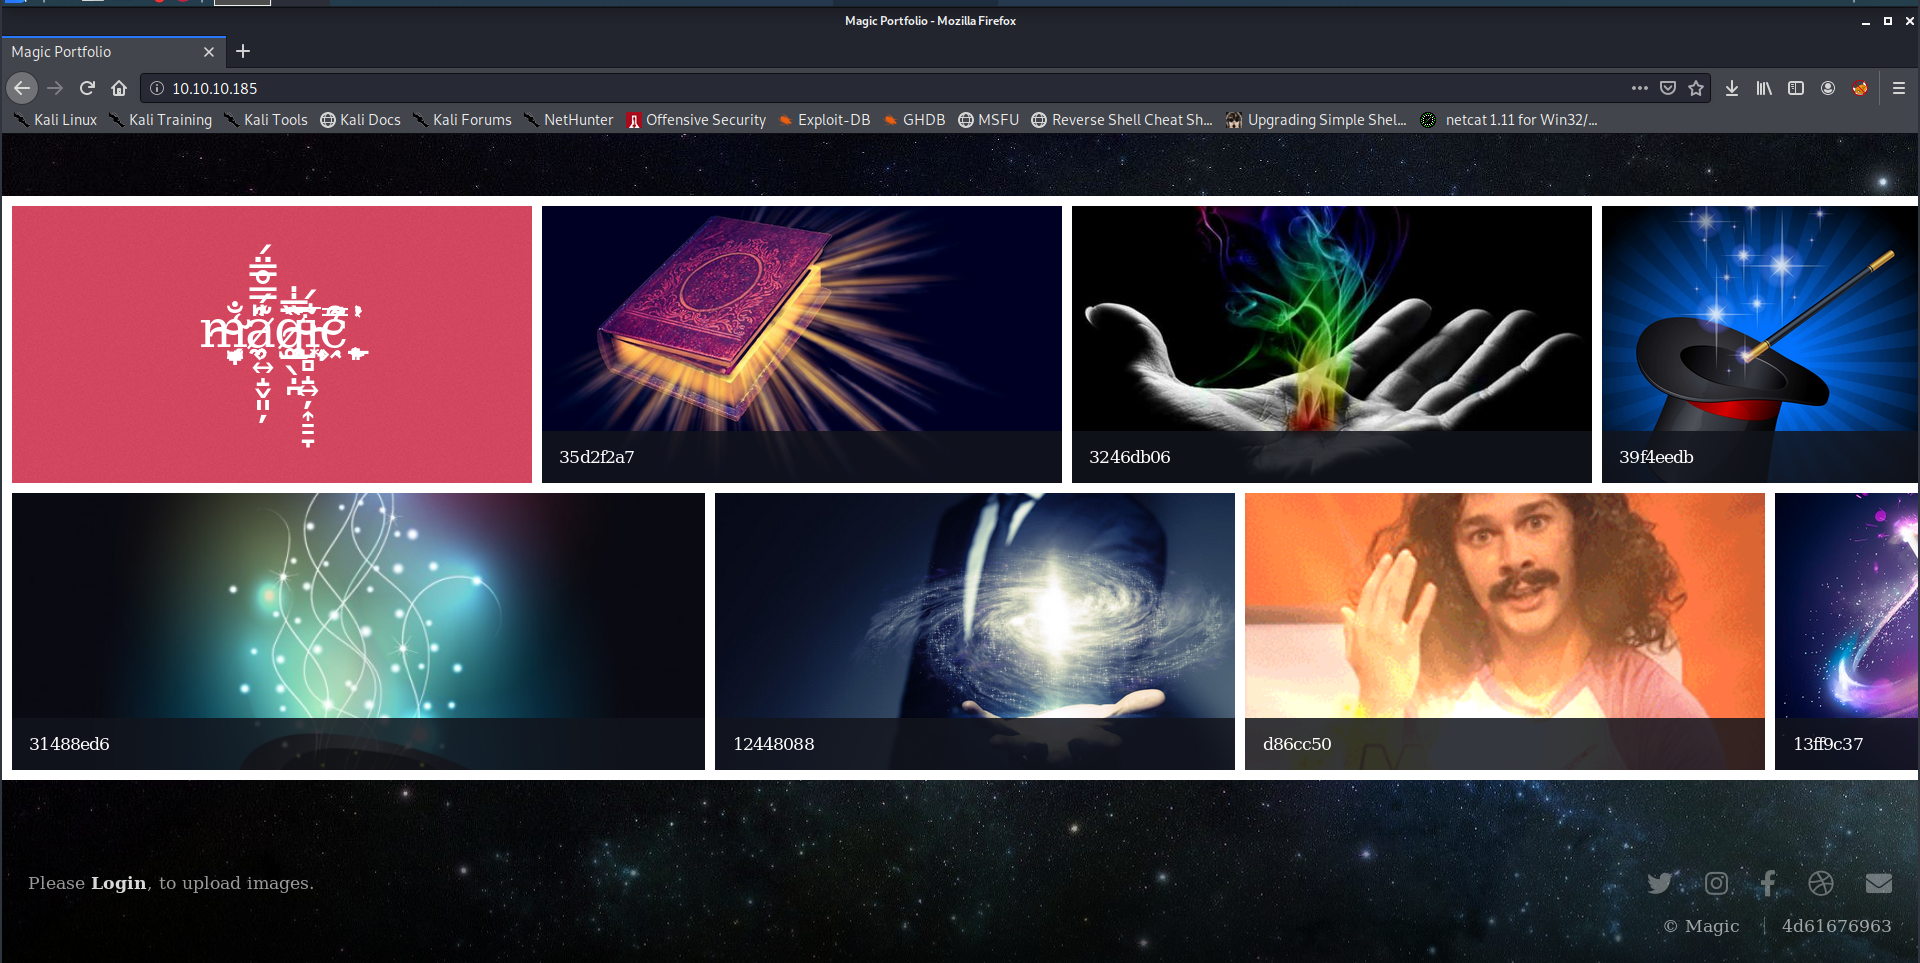 Magic Portfolio - Mozilla Firefox
Magic Portfolio
10.10.10.185
Kali Linux Kali Training Kali Tools Kali Docs Kali Forums NetHunter Offensive Security Exploit-DB GHDB MSFU Reverse Shell Cheat Sh... Upgrading Simple Shel... netcat 1.11 for Win32/...
magic
35d2f2a7
3246db06
39f4eedb
31488ed6
12448088
d86cc50
13ff9c37
Please Login, to upload images.
© Magic 4d61676963